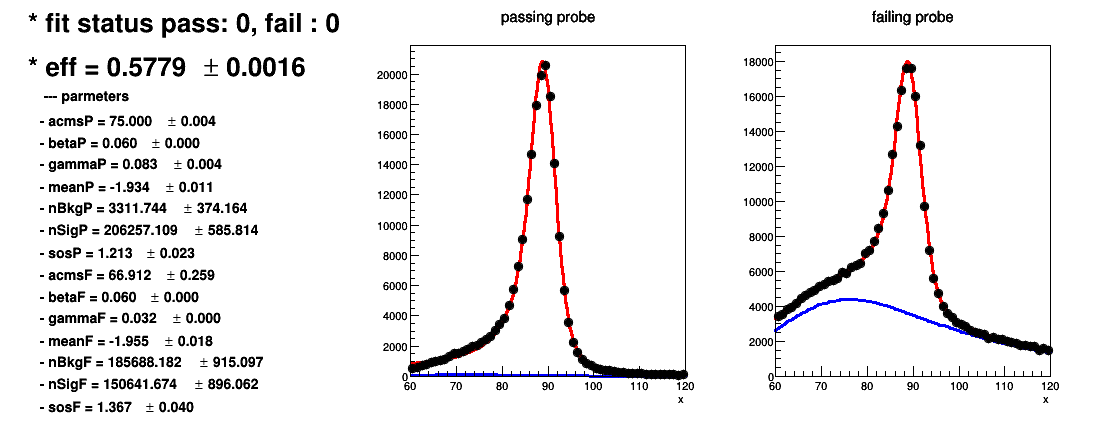 * fit status pass: 0, fail : 0
* eff = 0.5779 ± 0.0016
--- parmeters
- acmsP = 75.000 ± 0.004
- betaP = 0.060 ± 0.000
- gammaP = 0.083 ± 0.004
- meanP = -1.934 ± 0.011
- nBkgP = 3311.744 ± 374.164
- nSigP = 206257.109 ± 585.814
- sosP = 1.213 ± 0.023
- acmsF = 66.912 ± 0.259
- betaF = 0.060 ± 0.000
- gammaF = 0.032 ± 0.000
- meanF = -1.955 ± 0.018
- nBkgF = 185688.182 ± 915.097
- nSigF = 150641.674 ± 896.062
- sosF = 1.367 ± 0.040
passing probe
20000
18000
16000
14000
12000
10000
8000
6000
4000
2000
0
60 70 80 90 100 110 120
x
failing probe
18000
16000
14000
12000
10000
8000
6000
4000
2000
0
60 70 80 90 100 110 120
x